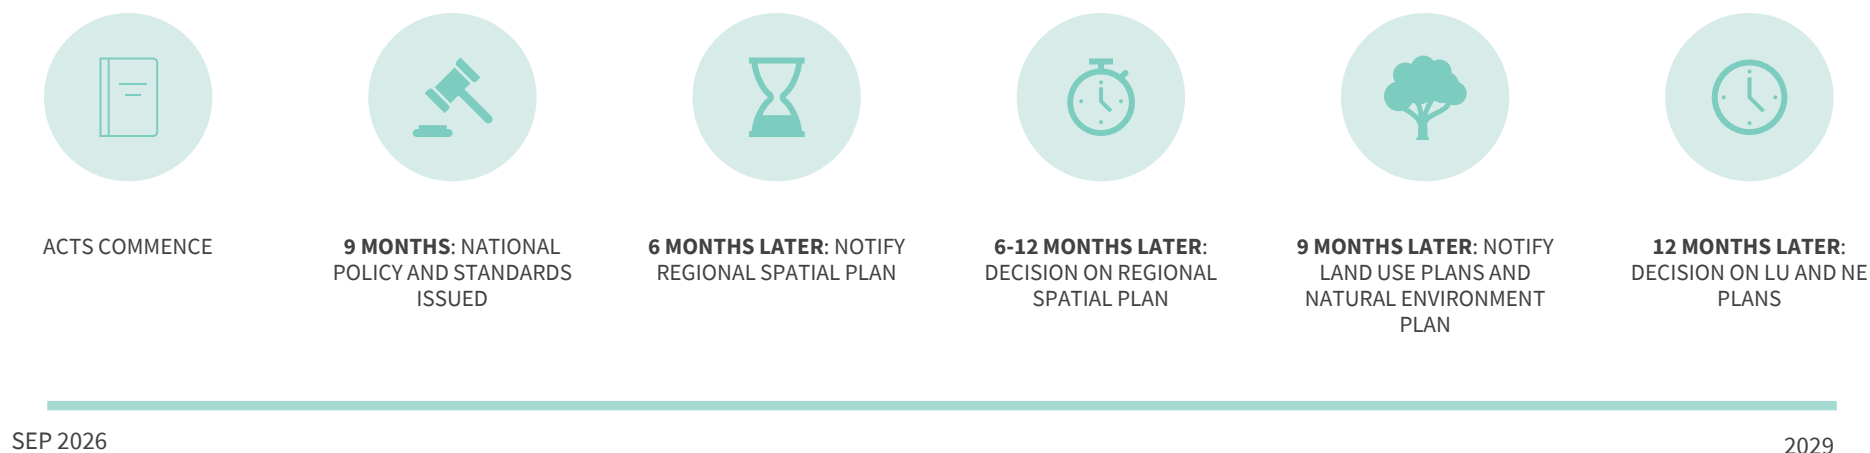 ACTS COMMENCE
9 MONTHS: NATIONAL
POLICY AND STANDARDS
ISSUED
6 MONTHS LATER: NOTIFY
REGIONAL SPATIAL PLAN
6-12 MONTHS LATER:
DECISION ON REGIONAL
SPATIAL PLAN
9 MONTHS LATER: NOTIFY
LAND USE PLANS AND
NATURAL ENVIRONMENT
PLAN
12 MONTHS LATER:
DECISION ON LU AND NE
PLANS
SEP 2026
2029